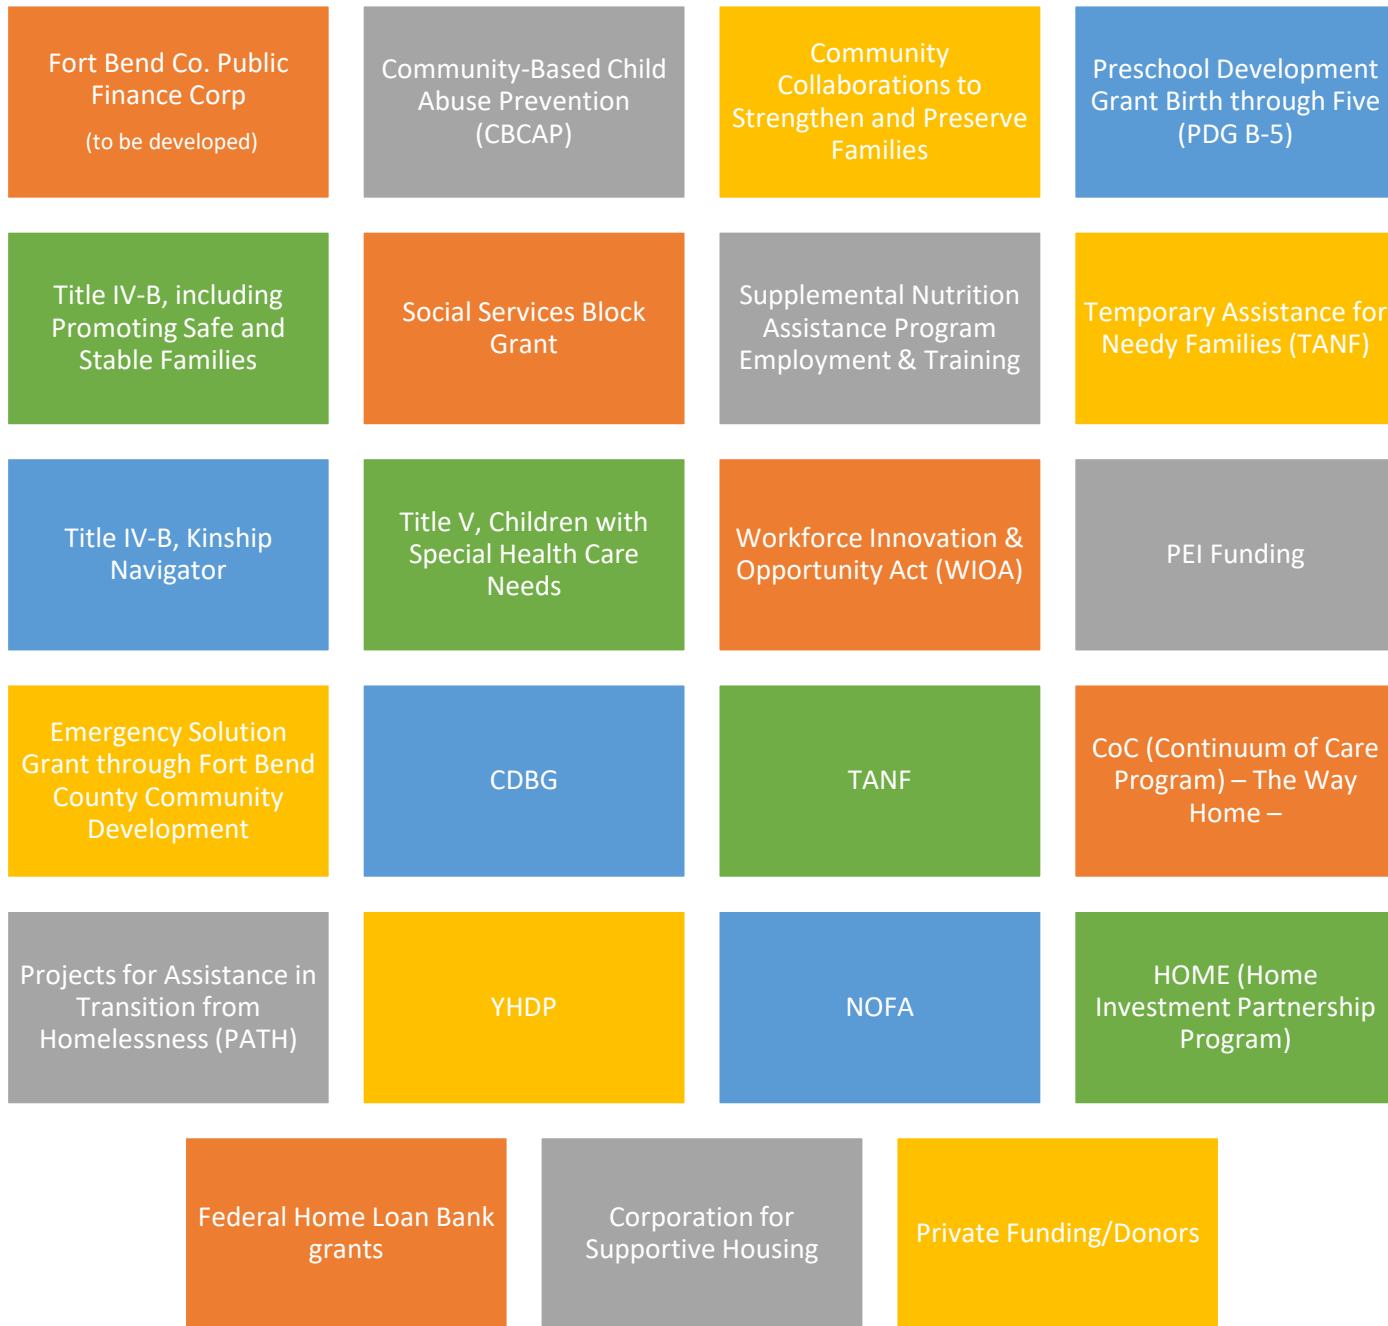 Fort Bend Co. Public
Finance Corp
(to be developed)
Community-Based Child
Abuse Prevention
(CBCAP)
Community
Collaborations to
Strengthen and Preserve
Families
Preschool Development
Grant Birth through Five
(PDG B-5)
Title IV-B, including
Promoting Safe and
Stable Families
Social Services Block
Grant
Supplemental Nutrition
Assistance Program
Employment & Training
Temporary Assistance for
Needy Families (TANF)
Title IV-B, Kinship
Navigator
Title V, Children with
Special Health Care
Needs
Workforce Innovation &
Opportunity Act (WIOA)
PEI Funding
Emergency Solution
Grant through Fort Bend
County Community
Development
CDBG
TANF
CoC (Continuum of Care
Program) – The Way
Home –
Projects for Assistance in
Transition from
Homelessness (PATH)
YHDP
NOFA
HOME (Home
Investment Partnership
Program)
Federal Home Loan Bank
grants
Corporation for
Supportive Housing
Private Funding/Donors